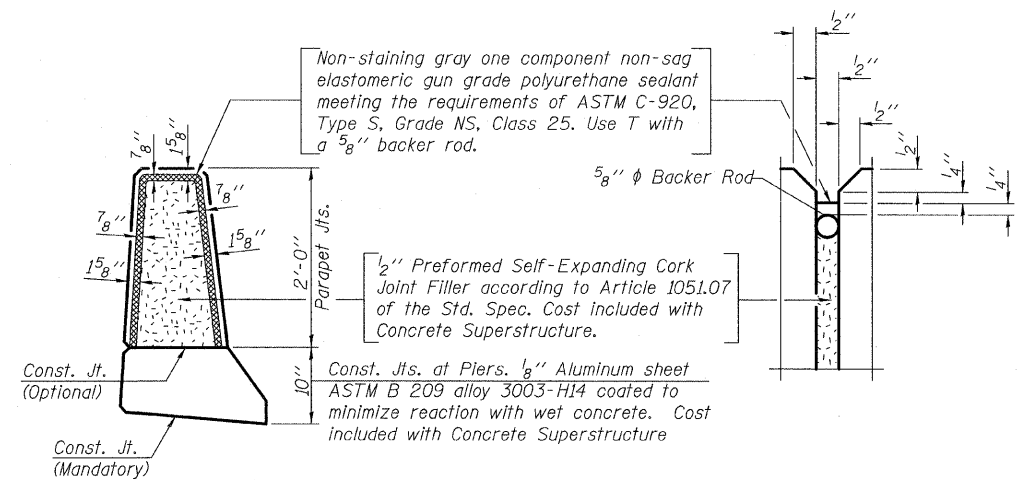 1/2"
Non-staining gray one component non-sag
elastomeric gun grade polyurethane sealant
meeting the requirements of ASTM C-920,
Type S, Grade NS, Class 25. Use T with
a 5/8" backer rod.
1/2"
1/2"
7/8"
1 5/8"
1/2"
1/4"
1/4"
5/8" ϕ Backer Rod
7/8"
7/8"
1 5/8"
1 5/8"
2'-0"
Parapet Jts.
1/2" Preformed Self-Expanding Cork
Joint Filler according to Article 1051.07
of the Std. Spec. Cost included with
Concrete Superstructure.
Const. Jt.
(Optional)
10"
Const. Jts. at Piers. 1/8" Aluminum sheet
ASTM B 209 alloy 3003-H14 coated to
minimize reaction with wet concrete. Cost
included with Concrete Superstructure
Const. Jt.
(Mandatory)